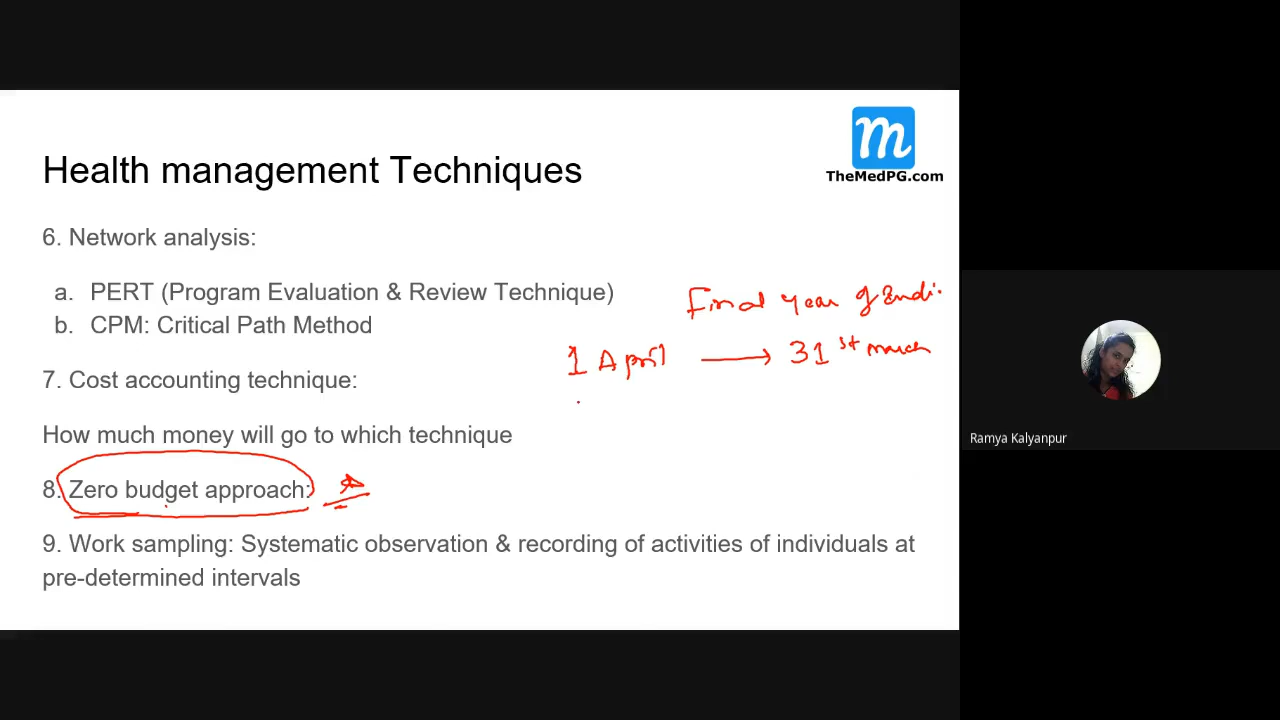 m
TheMedPG.com
Health management Techniques
6. Network analysis:
a. PERT (Program Evaluation & Review Technique)
b. CPM: Critical Path Method
Final year of
1 April → 31st march
7. Cost accounting technique:
How much money will go to which technique
8. Zero budget approach:
9. Work sampling: Systematic observation & recording of activities of individuals at
pre-determined intervals
Ramya Kalyanpur